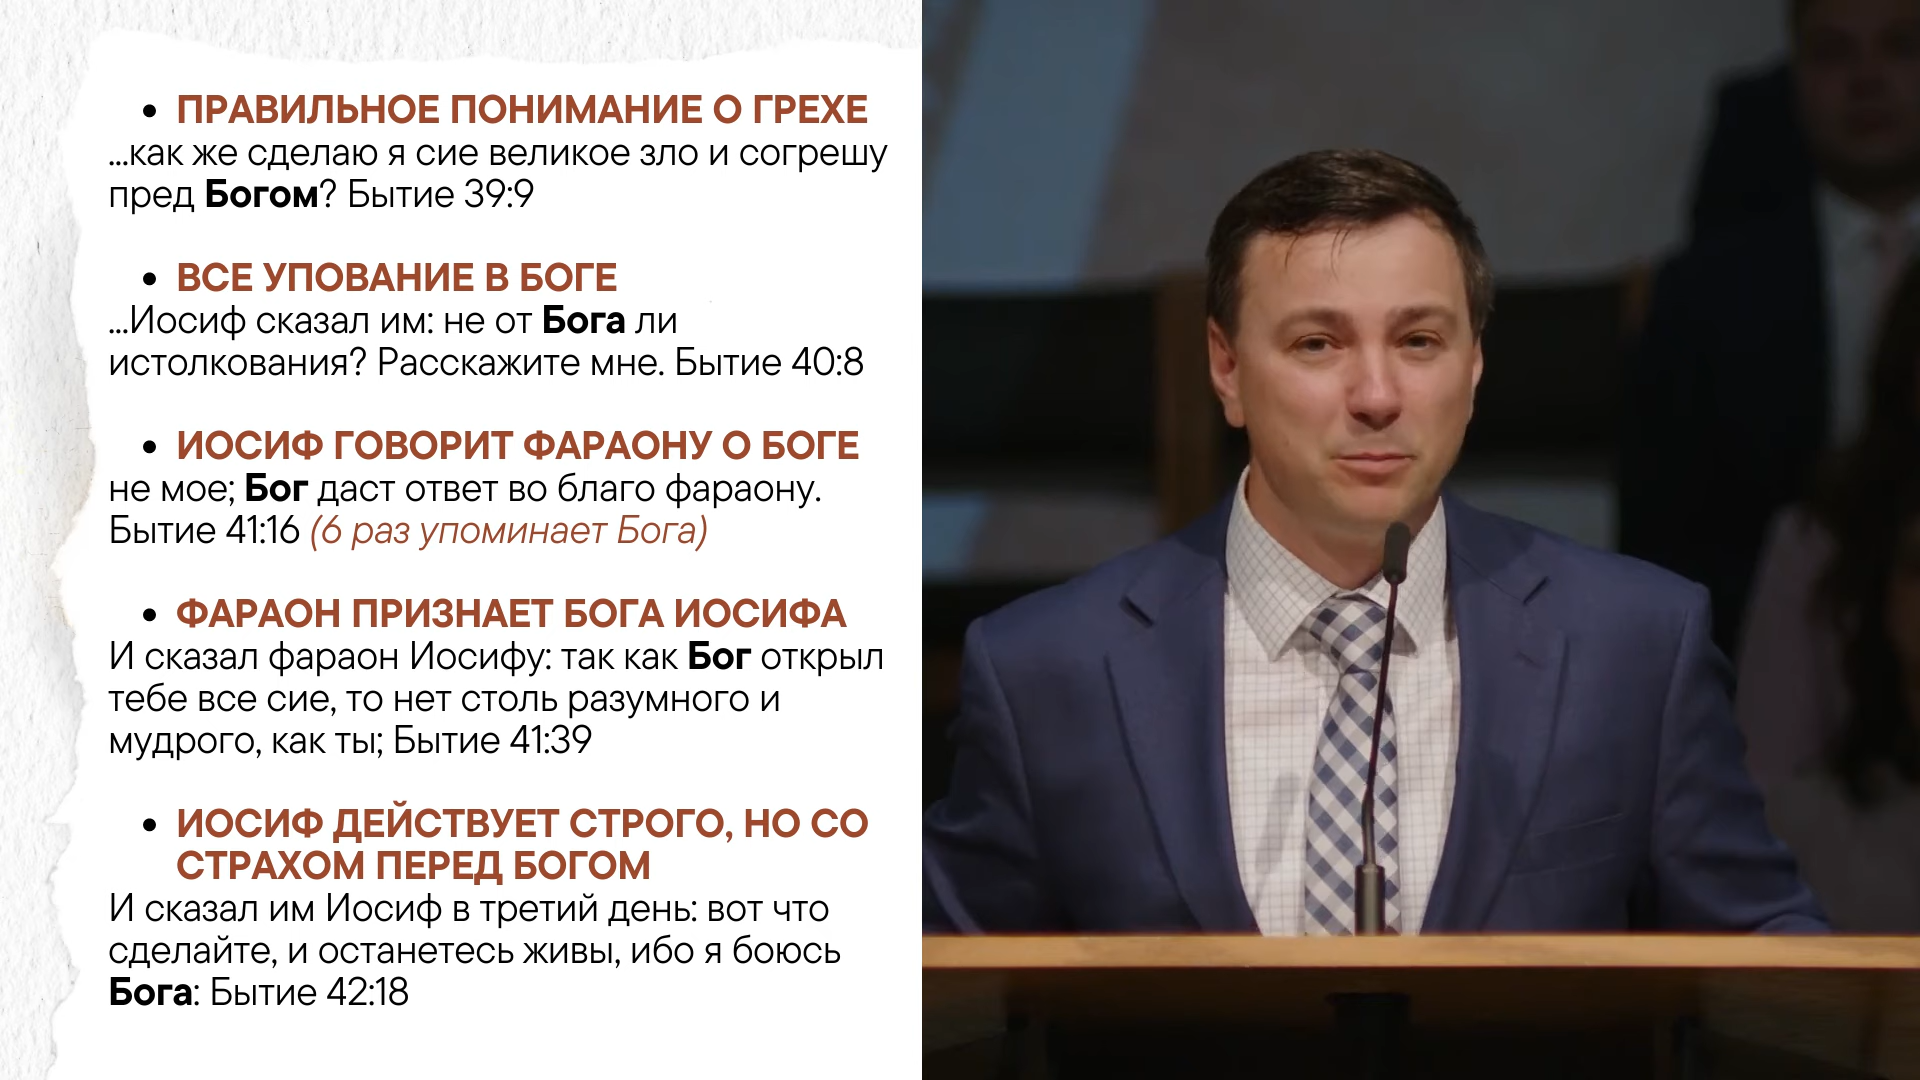 • ПРАВИЛЬНОЕ ПОНИМАНИЕ О ГРЕХЕ
...как же сделаю я сие великое зло и согрешу
пред Богом? Бытие 39:9
• ВСЕ УПОВАНИЕ В БОГЕ
...Иосиф сказал им: не от Бога ли
истолкования? Расскажите мне. Бытие 40:8
• ИОСИФ ГОВОРИТ ФАРАОНУ О БОГЕ
не мое; Бог даст ответ во благо фараону.
Бытие 41:16 (6 раз упоминает Бога)
• ФАРАОН ПРИЗНАЕТ БОГА ИОСИФА
И сказал фараон Иосифу: так как Бог открыл
тебе все сие, то нет столь разумного и
мудрого, как ты; Бытие 41:39
• ИОСИФ ДЕЙСТВУЕТ СТРОГО, НО СО
СТРАХОМ ПЕРЕД БОГОМ
И сказал им Иосиф в третий день: вот что
сделайте, и останетесь живы, ибо я боюсь
Бога: Бытие 42:18